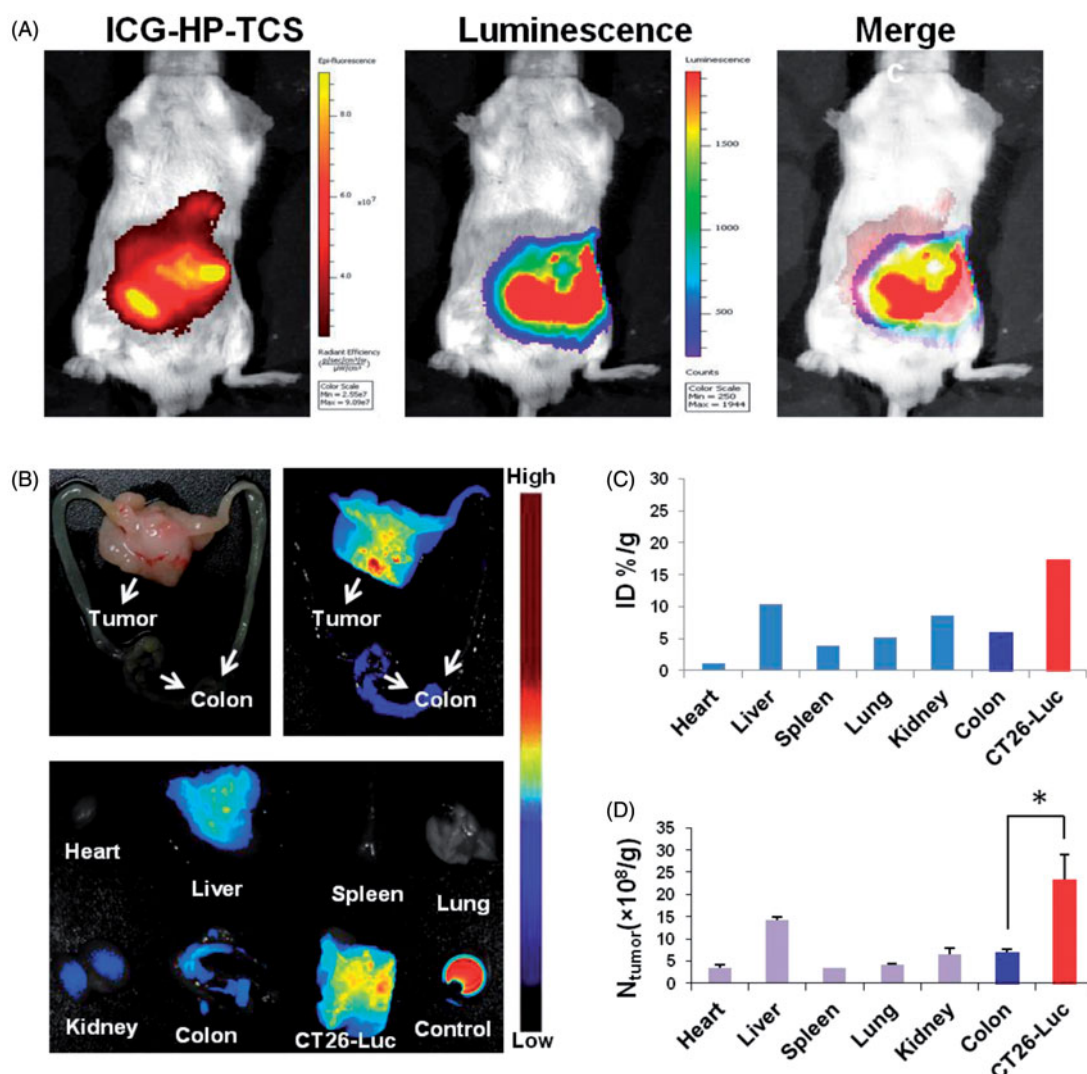 (A)
ICG-HP-TCS
Luminescence
Merge
Epi-fluorescence
8.0
6.0
x10⁷
4.0
Radiant Efficiency
Color Scale
Min = 2.55e7
Max = 9.09e7
Luminescence
1500
1000
500
Counts
Color Scale
Min = 250
Max = 1944
C
(B)
Tumor
Colon
Tumor
Colon
High
Low
Heart
Liver
Spleen
Lung
Kidney
Colon
CT26-Luc
Control
(C)
ID %/g
30
25
20
15
10
5
0
Heart
Liver
Spleen
Lung
Kidney
Colon
CT26-Luc
(D)
N_tumor(×10⁸/g)
35
30
25
20
15
10
5
0
*
Heart
Liver
Spleen
Lung
Kidney
Colon
CT26-Luc